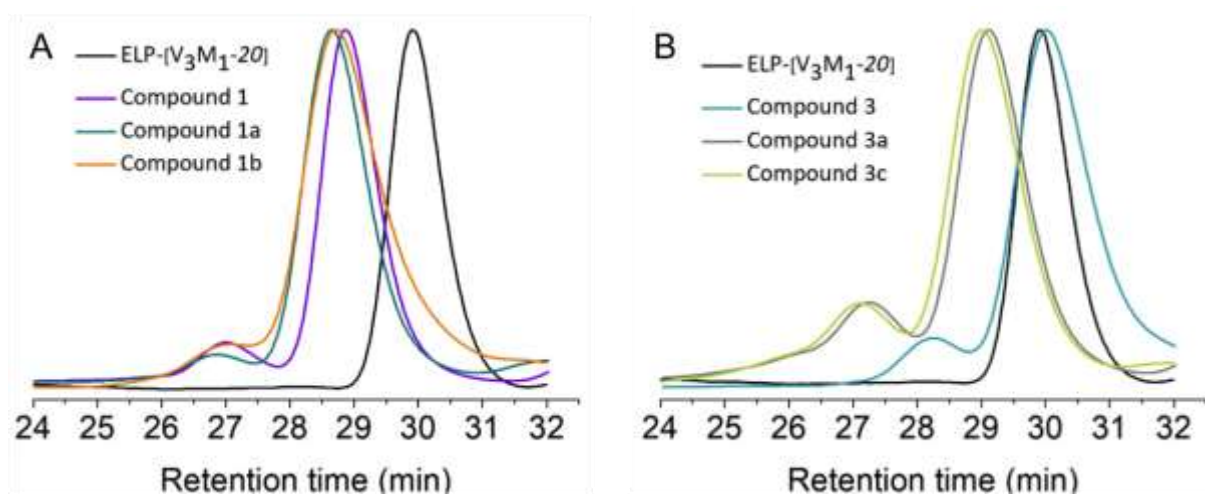 A
ELP-[V3M1-20]
Compound 1
Compound 1a
Compound 1b
24 25 26 27 28 29 30 31 32
Retention time (min)
B
ELP-[V3M1-20]
Compound 3
Compound 3a
Compound 3c
24 25 26 27 28 29 30 31 32
Retention time (min)